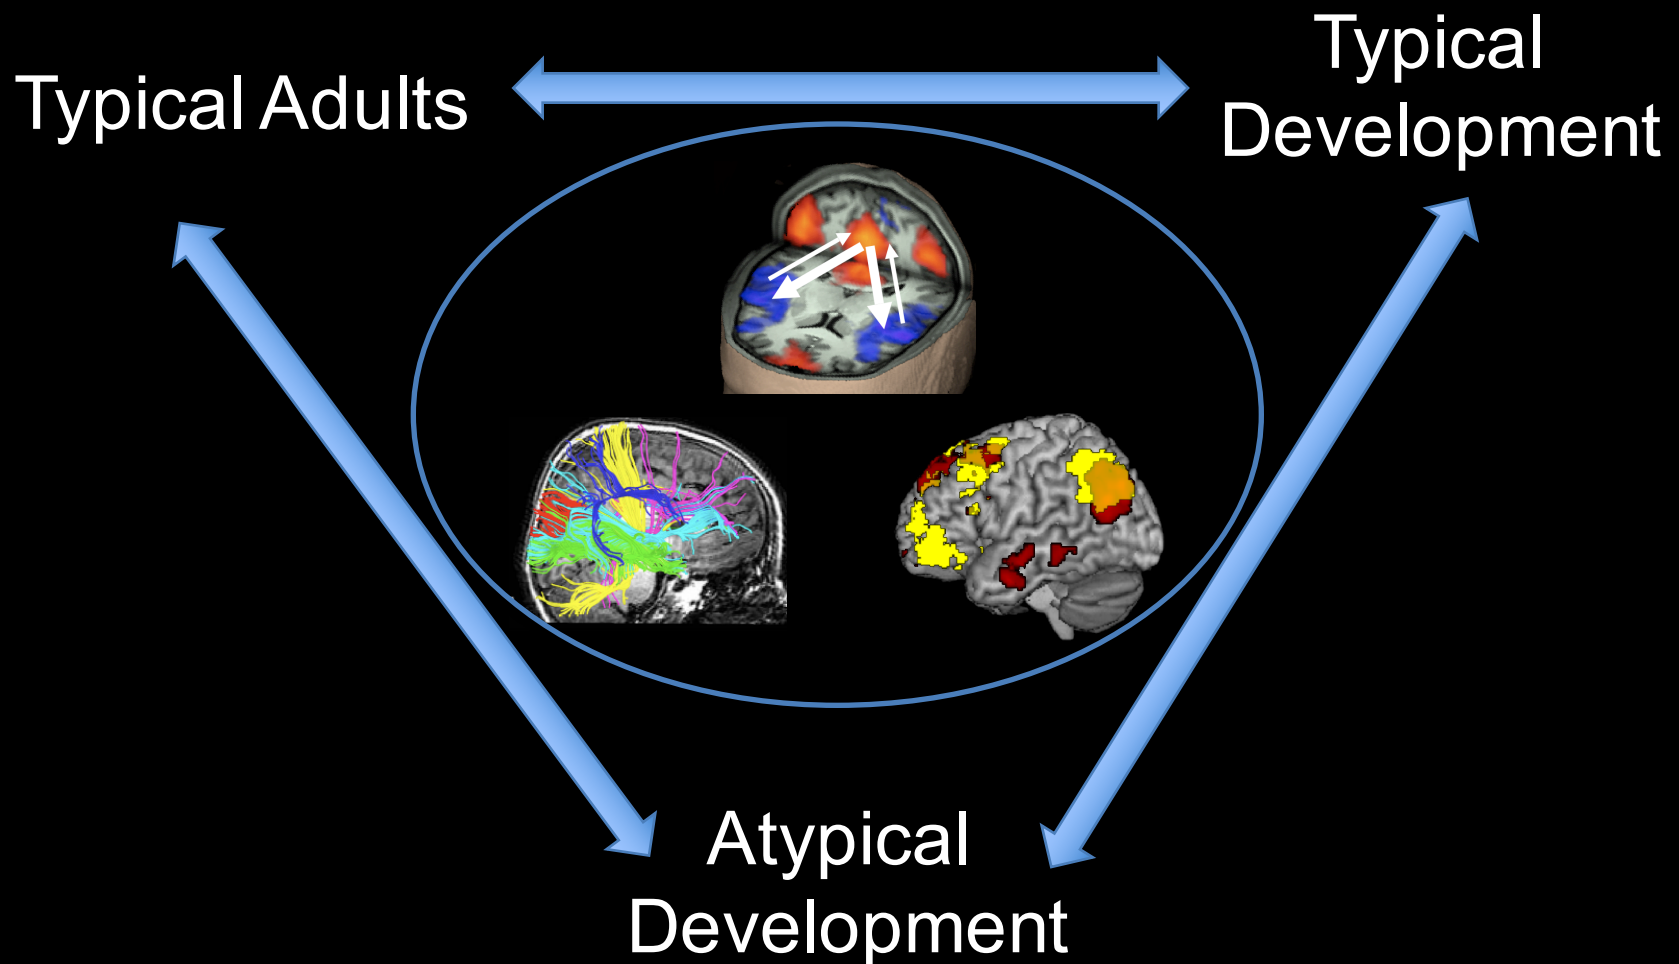 Typical Adults
Typical
Development
Atypical
Development